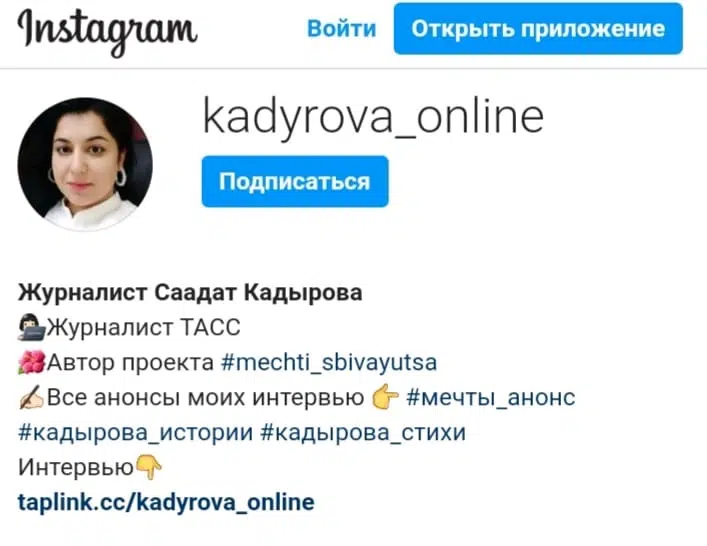 Instagram
Войти
Открыть приложение
kadyrova_online
Подписаться
Журналист Саадат Кадырова
Журналист ТАСС
Автор проекта #mechti_sbivayutsa
Все анонсы моих интервью 👉 #мечты_анонс
#кадырова_истории #кадырова_стихи
Интервью👇
taplink.cc/kadyrova_online